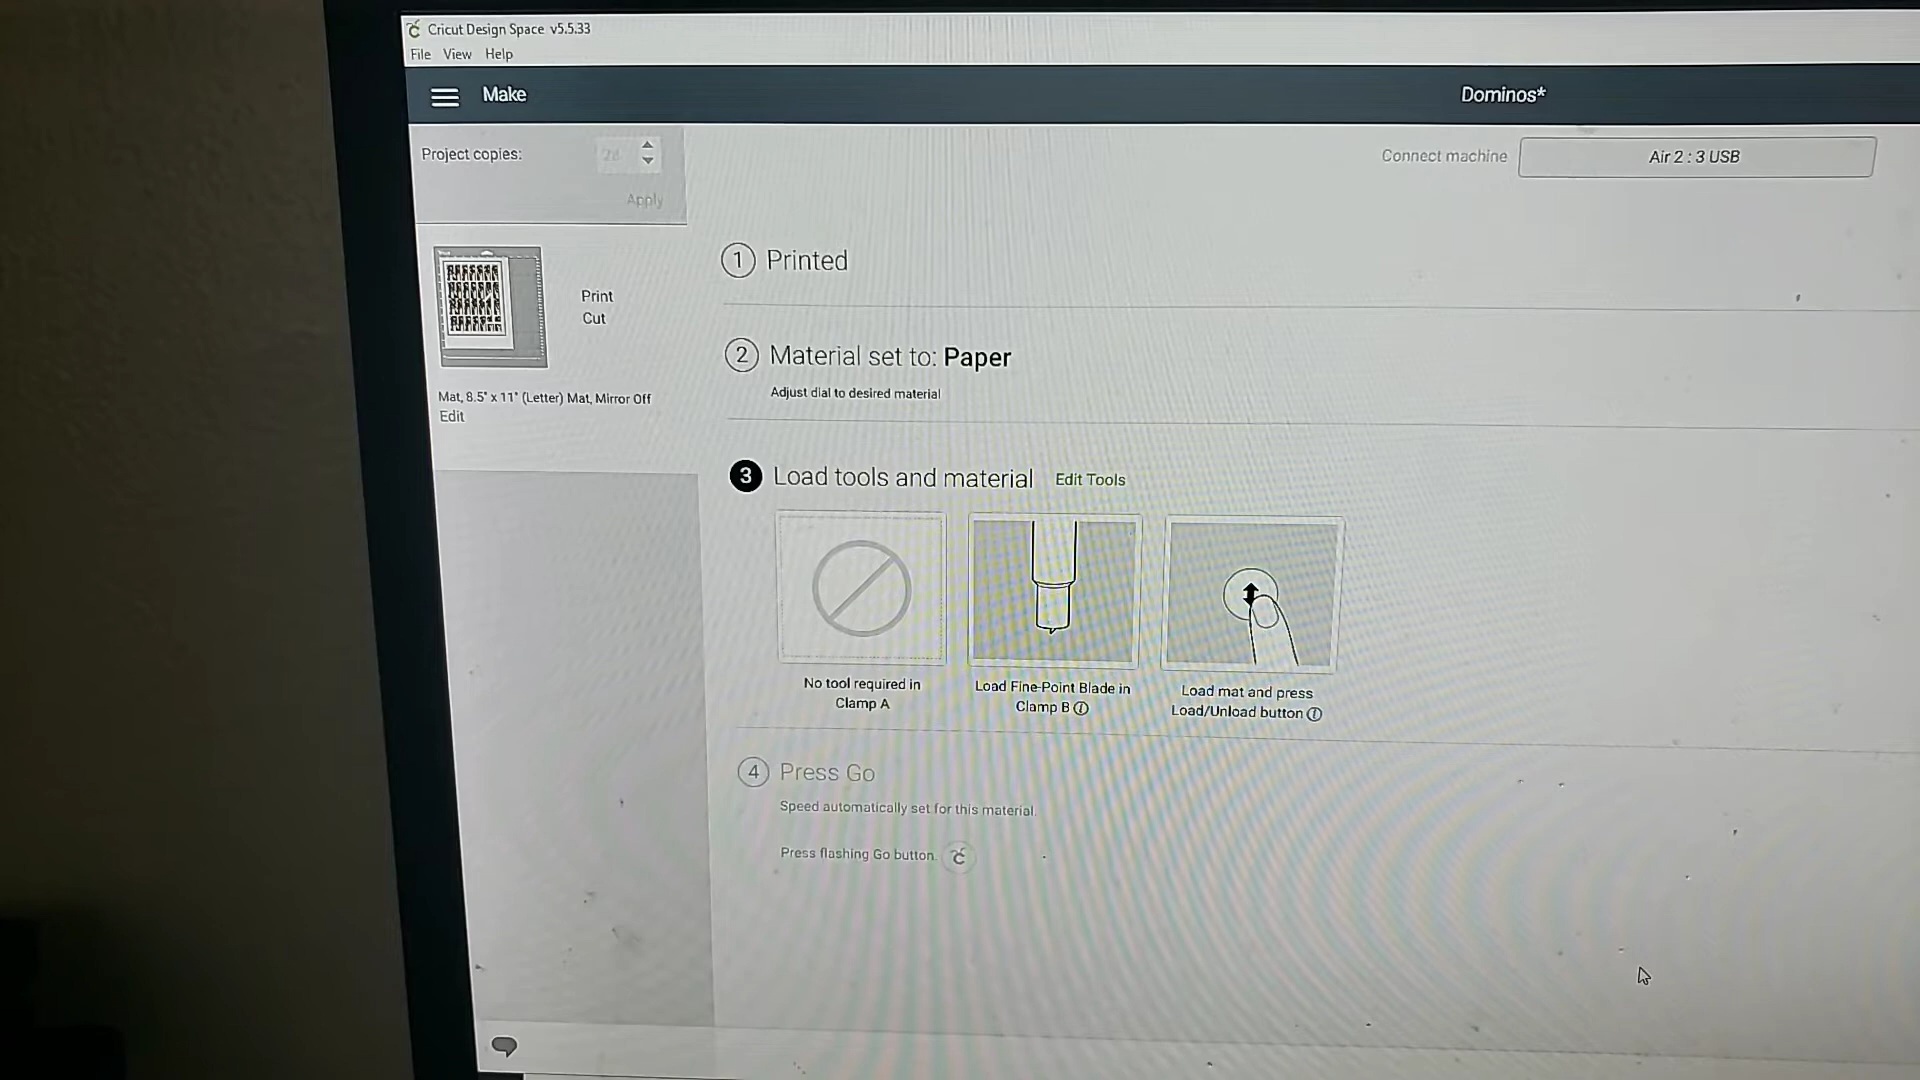 Cricut Design Space v5.5.33
File View Help
Make
Dominos*
Project copies:
Apply
Connect machine
Air 2 : 3 USB
Print
Cut
Mat, 8.5" x 11" (Letter) Mat, Mirror Off
Edit
1 Printed
2 Material set to: Paper
Adjust dial to desired material
3 Load tools and material Edit Tools
No tool required in
Clamp A
Load Fine-Point Blade in
Clamp B
Load mat and press
Load/Unload button
4 Press Go
Speed automatically set for this material.
Press flashing Go button.